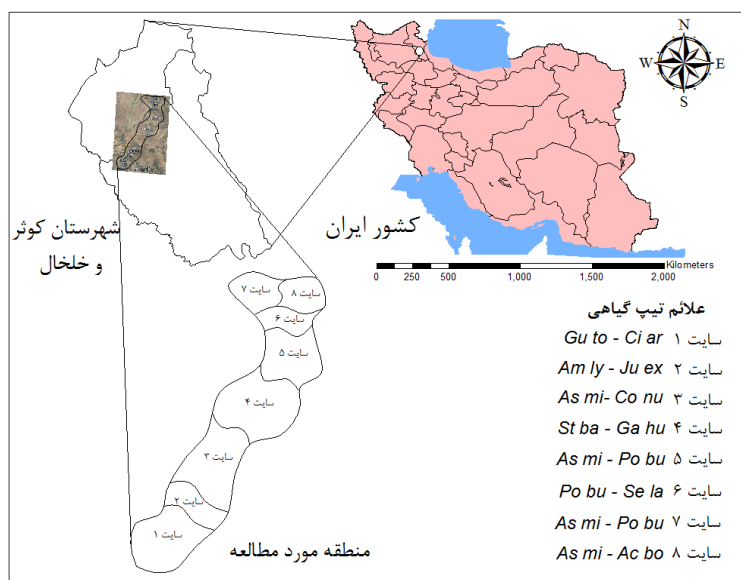 N
W E
S
کشور ایران
شهرستان کوثر
و خلخال
Kilometers
0 250 500 1,000 1,500 2,000
سایت ۷
سایت ۸
سایت ۶
سایت ۵
سایت ۴
سایت ۳
سایت ۲
سایت ۱
منطقه مورد مطالعه
علائم تیپ گیاهی
سایت ۱ Gu to - Ci ar
سایت ۲ Am ly - Ju ex
سایت ۳ As mi- Co nu
سایت ۴ St ba - Ga hu
سایت ۵ As mi - Po bu
سایت ۶ Po bu - Se la
سایت ۷ As mi - Po bu
سایت ۸ As mi - Ac bo